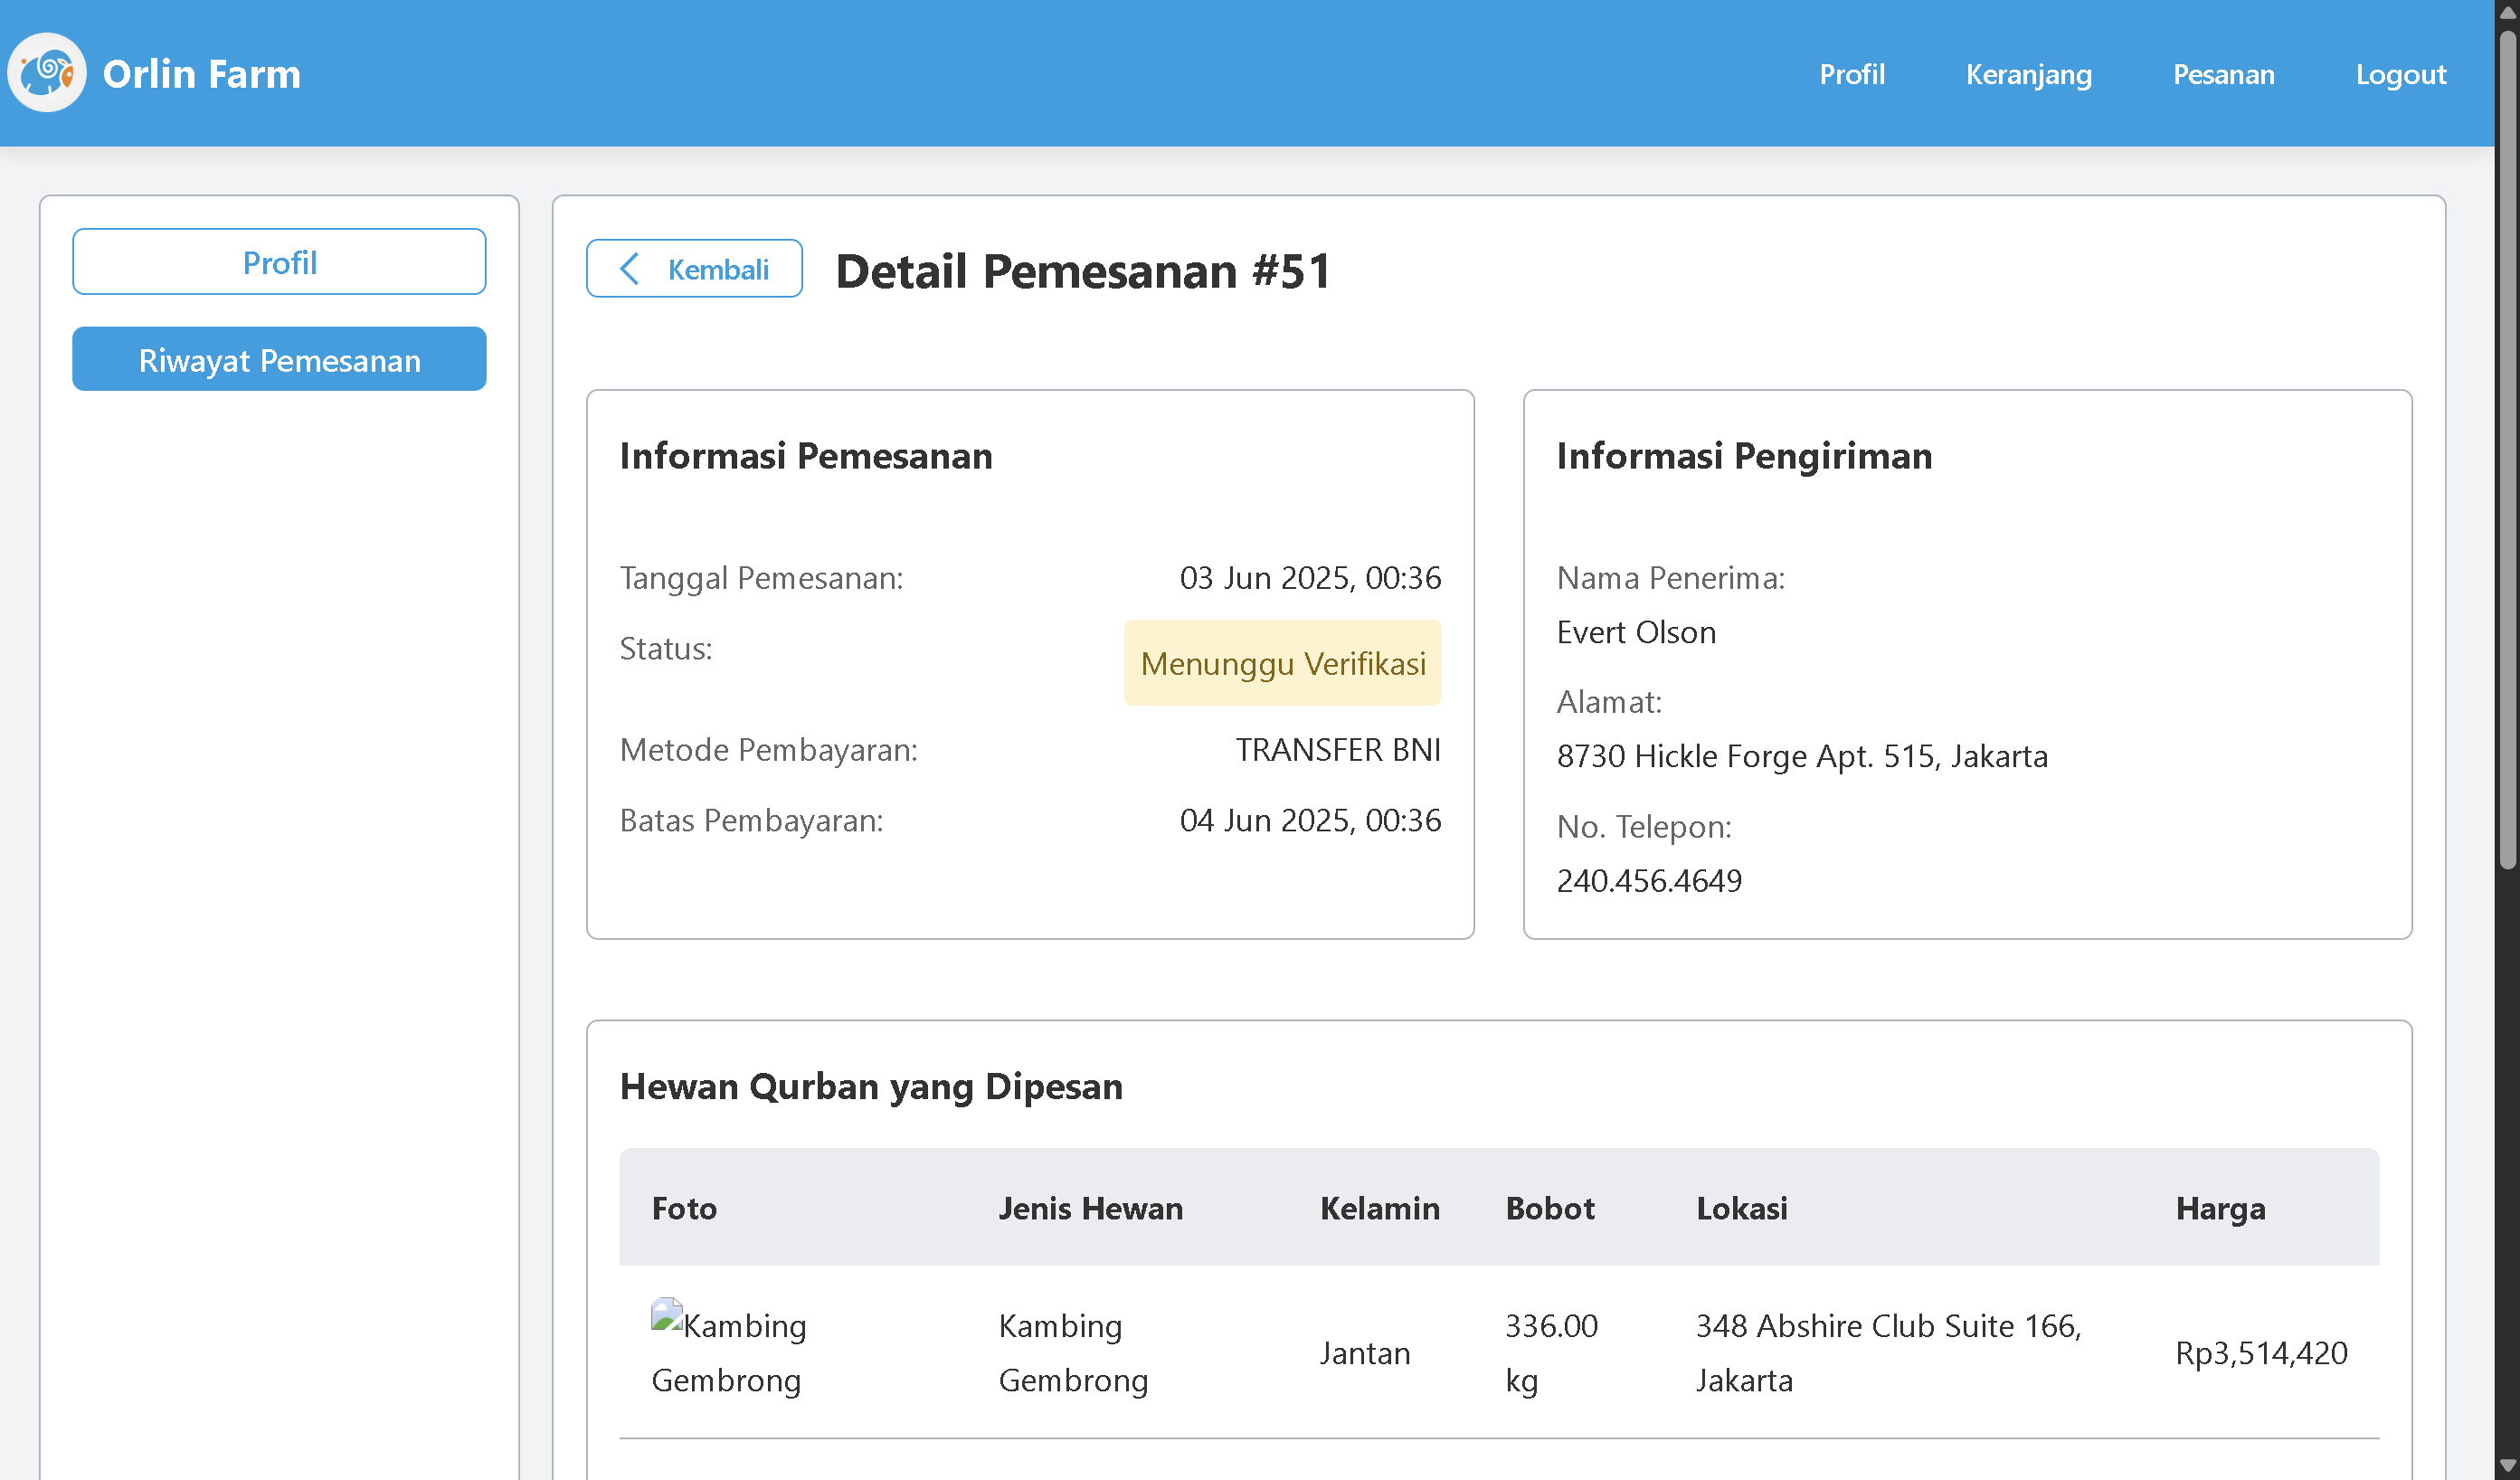 Orlin Farm
Profil
Keranjang
Pesanan
Logout
Profil
Riwayat Pemesanan
Kembali
Detail Pemesanan #51
Informasi Pemesanan
Tanggal Pemesanan:
03 Jun 2025, 00:36
Status:
Menunggu Verifikasi
Metode Pembayaran:
TRANSFER BNI
Batas Pembayaran:
04 Jun 2025, 00:36
Informasi Pengiriman
Nama Penerima:
Evert Olson
Alamat:
8730 Hickle Forge Apt. 515, Jakarta
No. Telepon:
240.456.4649
Hewan Qurban yang Dipesan
Foto
Jenis Hewan
Kelamin
Bobot
Lokasi
Harga
Kambing
Gembrong
Kambing
Gembrong
Jantan
336.00
kg
348 Abshire Club Suite 166,
Jakarta
Rp3,514,420